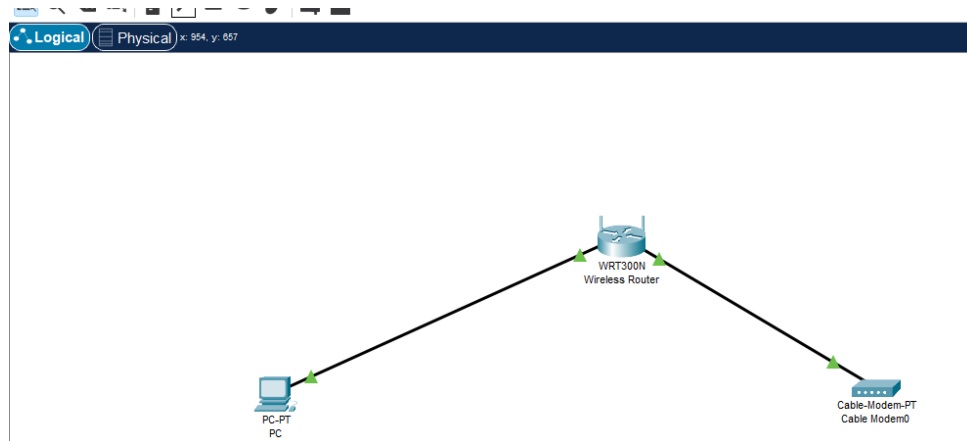 Logical Physical x: 954, y: 657
WRT300N
Wireless Router
Cable-Modem-PT
Cable Modem0
PC-PT
PC